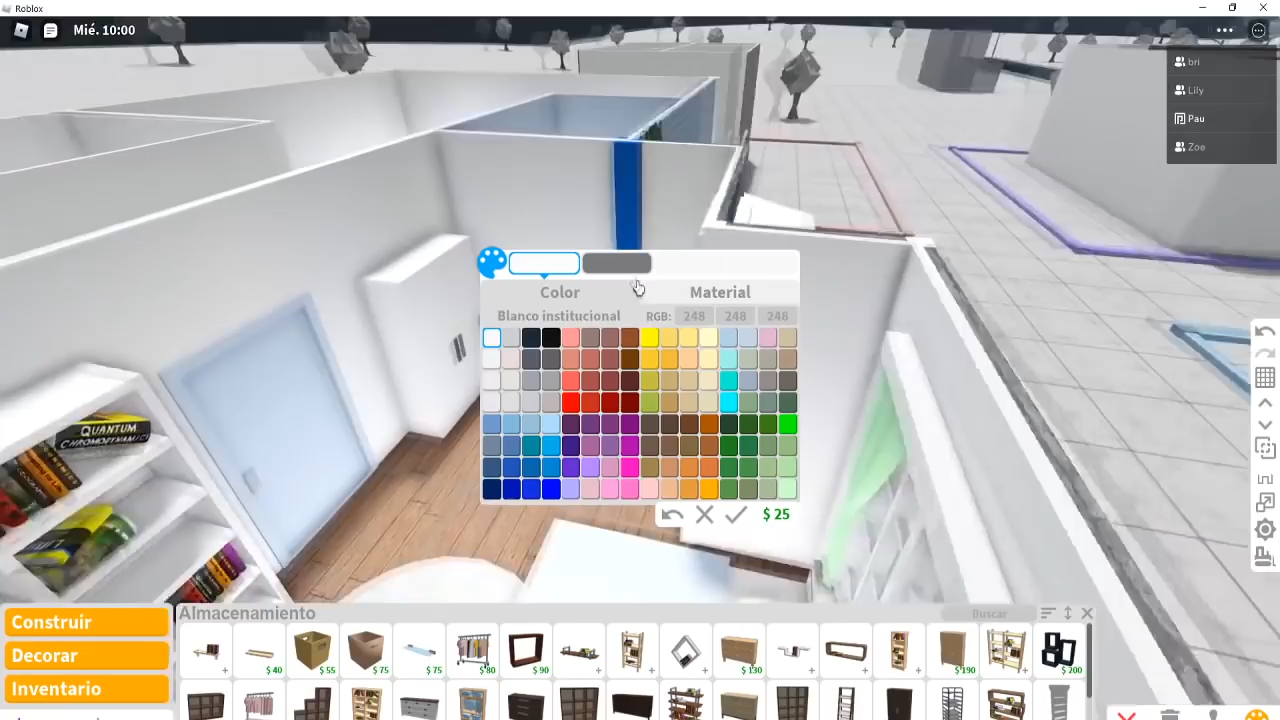 Roblox
Mié. 10:00
bri
Lily
Pau
Zoe
Color
Material
Blanco institucional
RGB: 248 248 248
QUANTUM
CHROMODYNAMICS
$ 25
Construir
Decorar
Inventario
Almacenamiento
Buscar
$ 40
$ 55
$ 75
$ 75
$ 80
$ 90
$ 130
$ 190
$ 200